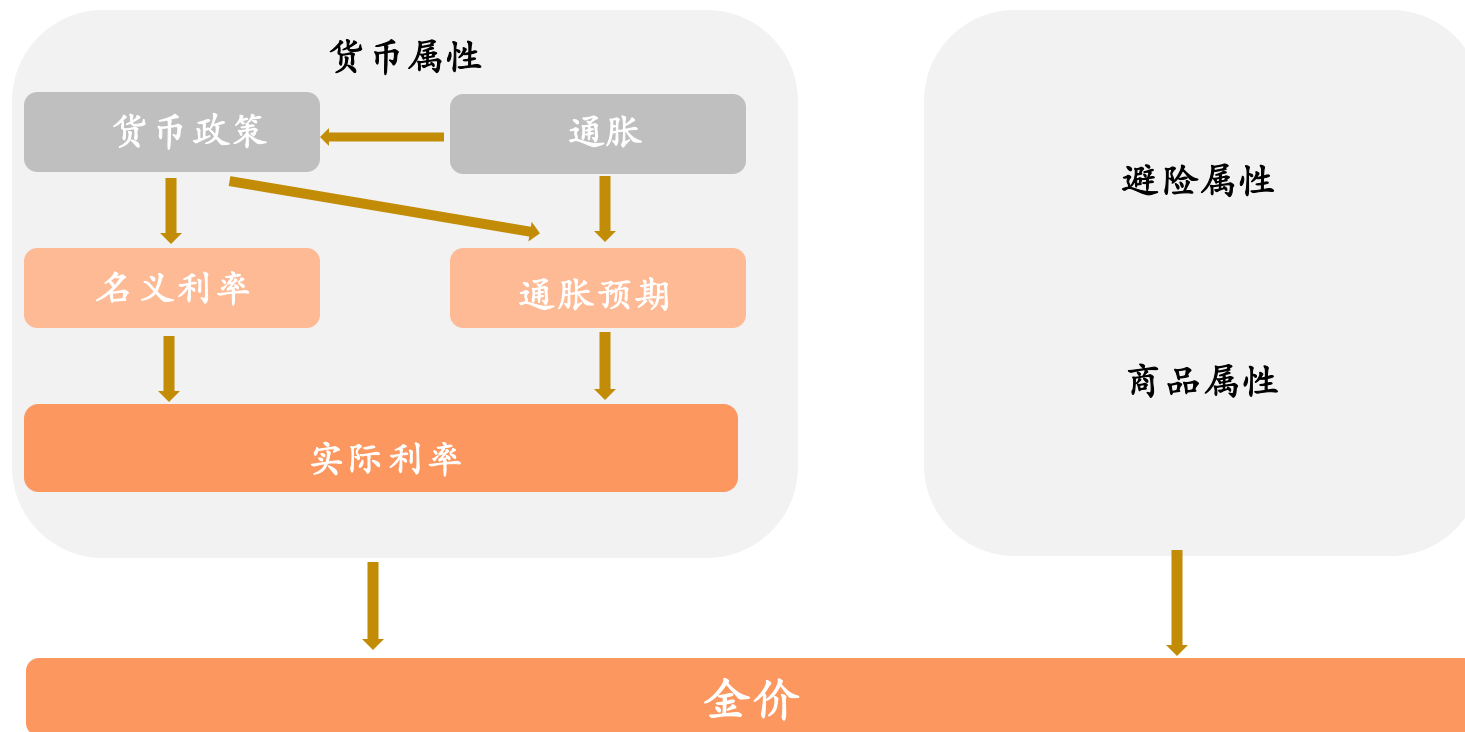 货币属性
货币政策
通胀
名义利率
通胀预期
实际利率
避险属性
商品属性
金价